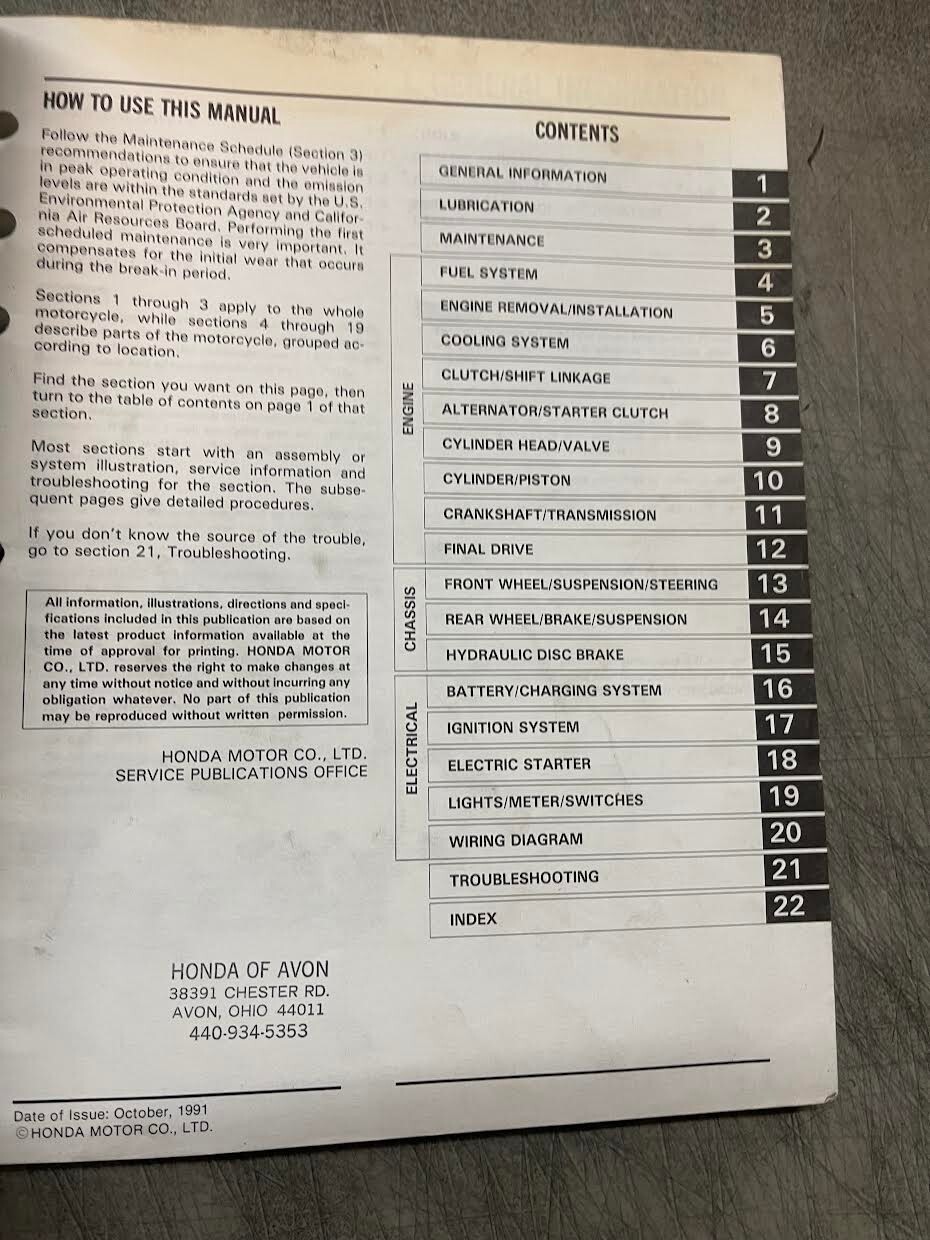 HOW TO USE THIS MANUAL
Follow the Maintenance Schedule (Section 3)
recommendations to ensure that the vehicle is
in peak operating condition and the emission
levels are within the standards set by the U.S.
Environmental Protection Agency and Califor-
nia Air Resources Board. Performing the first
scheduled maintenance is very important. It
compensates for the initial wear that occurs
during the break-in period.
Sections 1 through 3 apply to the whole
motorcycle, while sections 4 through 19
describe parts of the motorcycle, grouped ac-
cording to location.
Find the section you want on this page, then
turn to the table of contents on page 1 of that
section.
Most sections start with an assembly or
system illustration, service information and
troubleshooting for the section. The subse-
quent pages give detailed procedures.
If you don't know the source of the trouble,
go to section 21, Troubleshooting.
All information, illustrations, directions and speci-
fications included in this publication are based on
the latest product information available at the
time of approval for printing. HONDA MOTOR
CO., LTD. reserves the right to make changes at
any time without notice and without incurring any
obligation whatever. No part of this publication
may be reproduced without written permission.
HONDA MOTOR CO., LTD.
SERVICE PUBLICATIONS OFFICE
HONDA OF AVON
38391 CHESTER RD.
AVON, OHIO 44011
440-934-5353
Date of Issue: October, 1991
©HONDA MOTOR CO., LTD.
CONTENTS
GENERAL INFORMATION 1
LUBRICATION 2
MAINTENANCE 3
ENGINE
FUEL SYSTEM 4
ENGINE REMOVAL/INSTALLATION 5
COOLING SYSTEM 6
CLUTCH/SHIFT LINKAGE 7
ALTERNATOR/STARTER CLUTCH 8
CYLINDER HEAD/VALVE 9
CYLINDER/PISTON 10
CRANKSHAFT/TRANSMISSION 11
FINAL DRIVE 12
CHASSIS
FRONT WHEEL/SUSPENSION/STEERING 13
REAR WHEEL/BRAKE/SUSPENSION 14
HYDRAULIC DISC BRAKE 15
ELECTRICAL
BATTERY/CHARGING SYSTEM 16
IGNITION SYSTEM 17
ELECTRIC STARTER 18
LIGHTS/METER/SWITCHES 19
WIRING DIAGRAM 20
TROUBLESHOOTING 21
INDEX 22